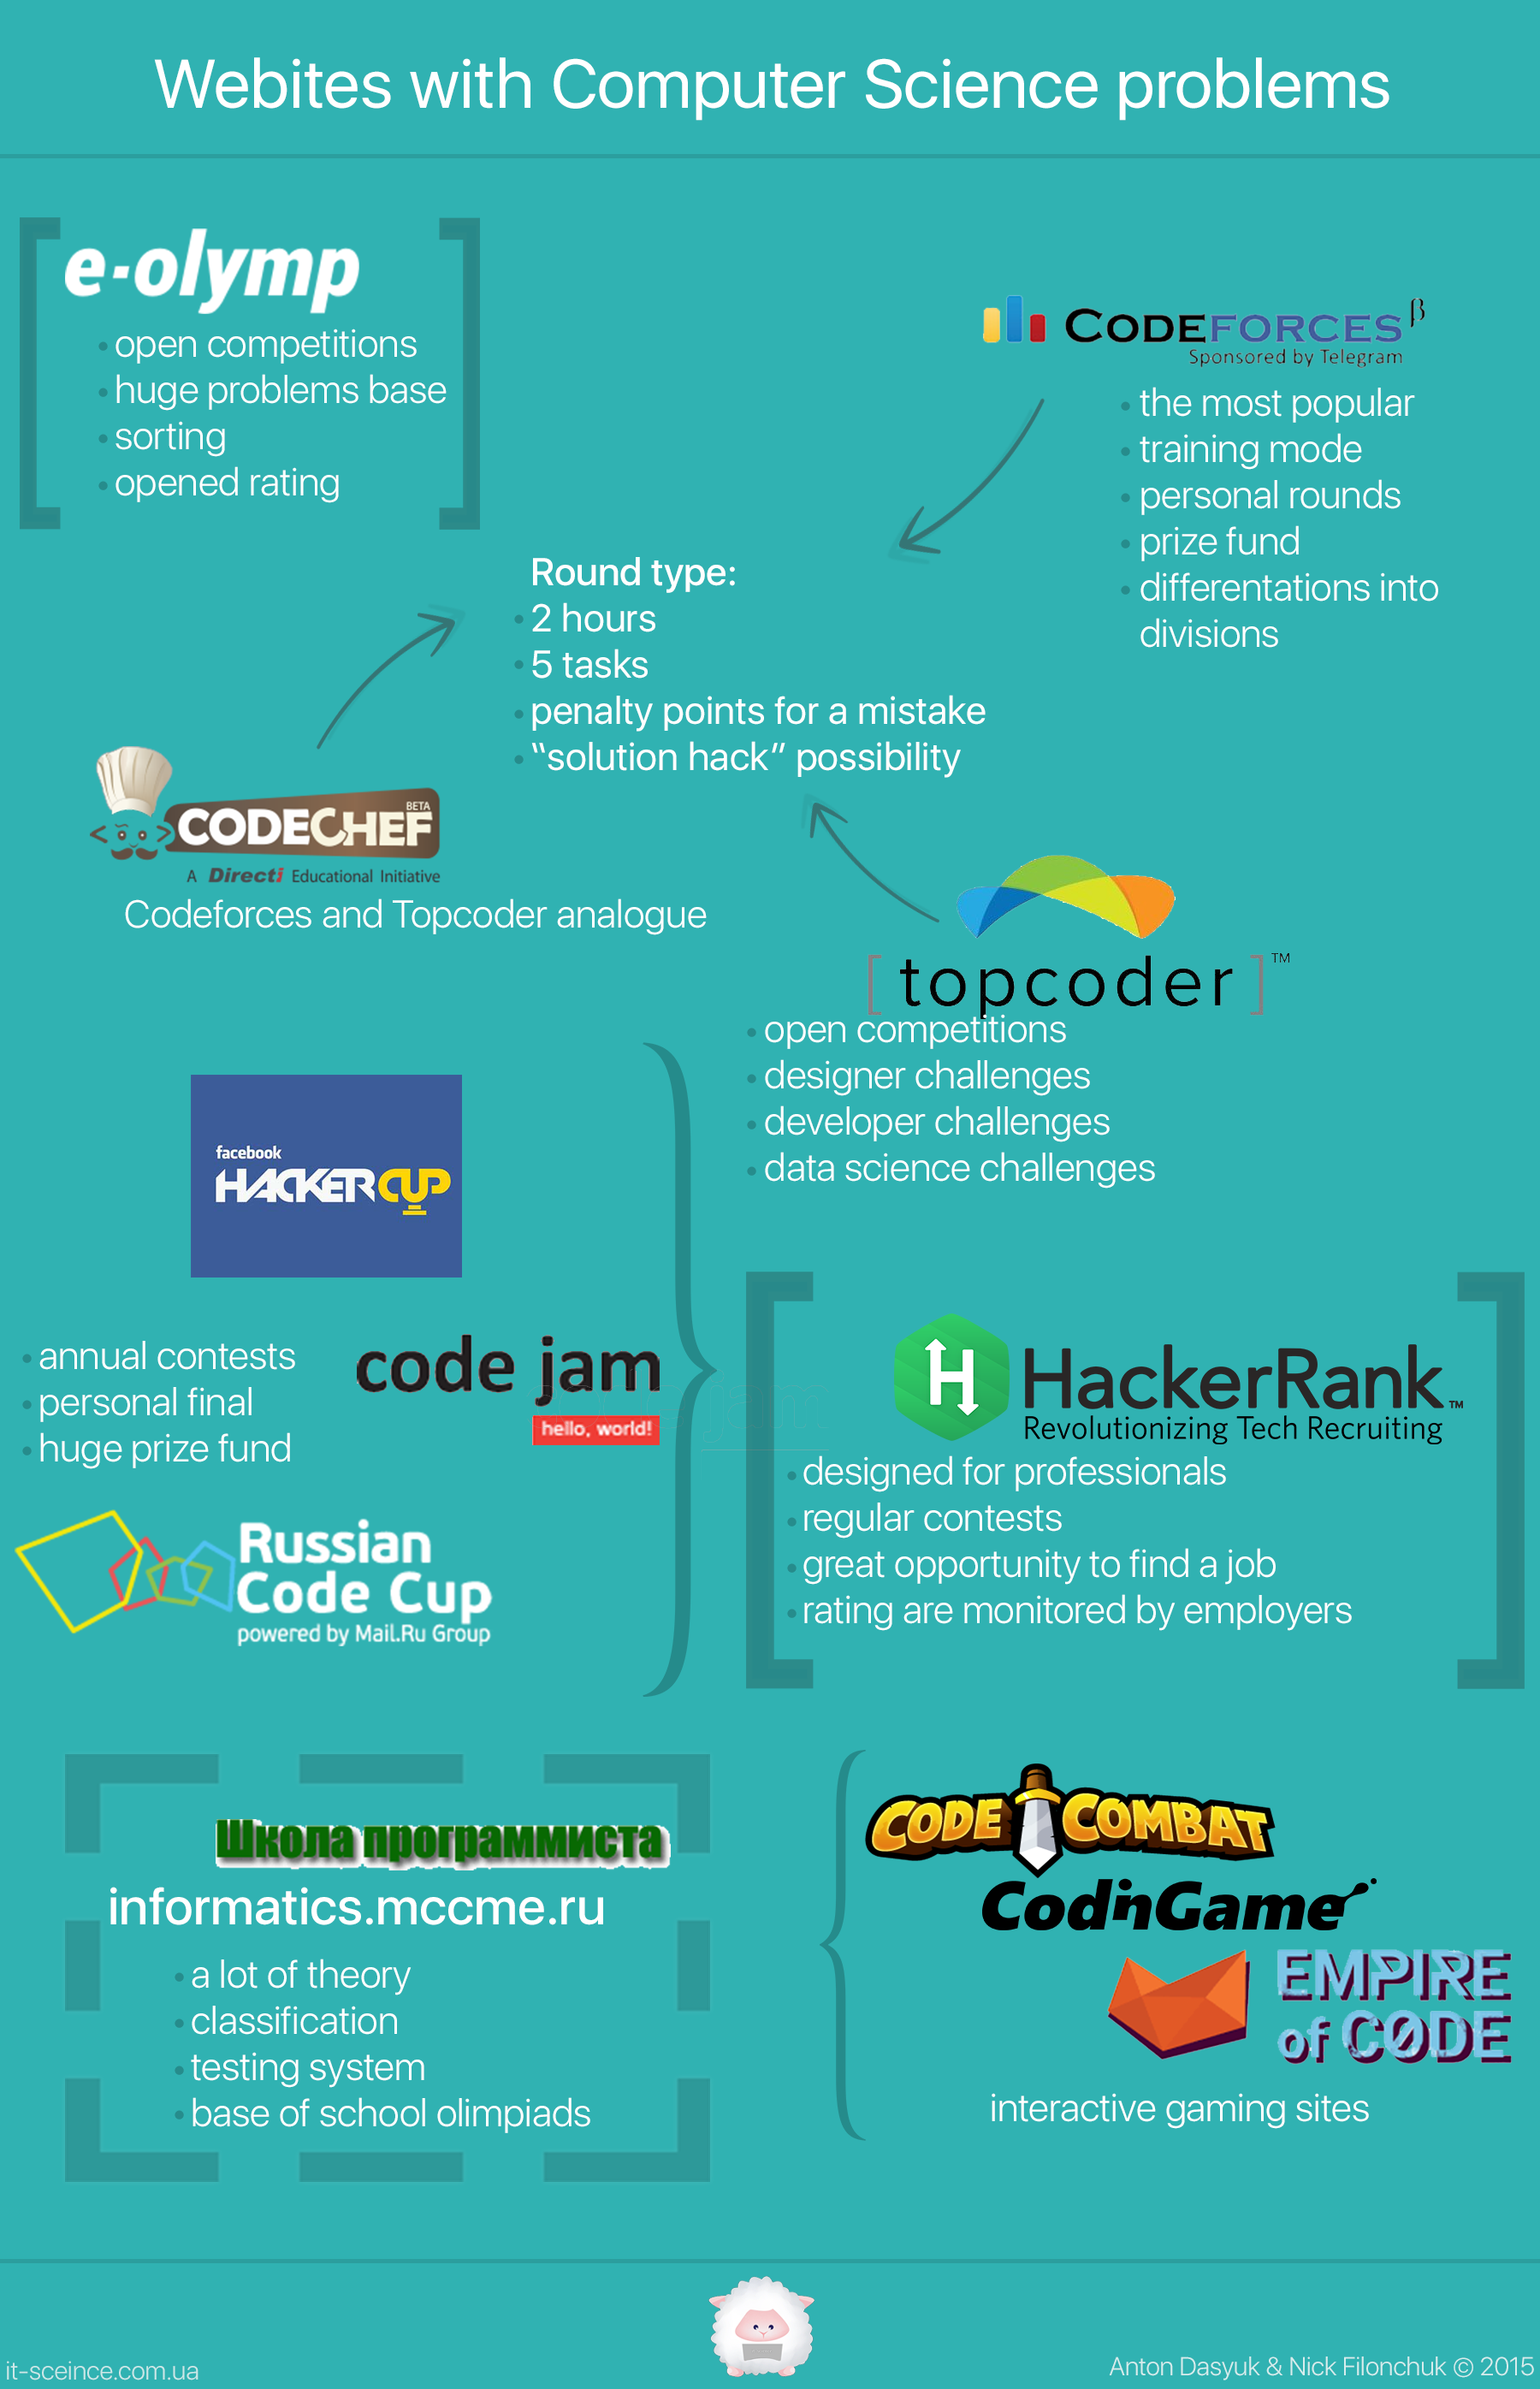 Webites with Computer Science problems
e-olymp
open competitions
huge problems base
sorting
opened rating
CODEFORCES β
Sponsored by Telegram
the most popular
training mode
personal rounds
prize fund
differentations into
divisions
Round type:
2 hours
5 tasks
penalty points for a mistake
“solution hack” possibility
BETA
<CODECHEF
A Directi Educational Initiative
Codeforces and Topcoder analogue
[ topcoder ]™
open competitions
designer challenges
developer challenges
data science challenges
facebook
HACKERCUP
annual contests
personal final
huge prize fund
code jam
hello, world!
Russian
Code Cup
powered by Mail.Ru Group
H HackerRank™
Revolutionizing Tech Recruiting
designed for professionals
regular contests
great opportunity to find a job
rating are monitored by employers
Школа программиста
informatics.mccme.ru
a lot of theory
classification
testing system
base of school olimpiads
CODE COMBAT
CodinGame
EMPIRE
of CODE
interactive gaming sites
it-sceince.com.ua
Anton Dasyuk & Nick Filonchuk © 2015